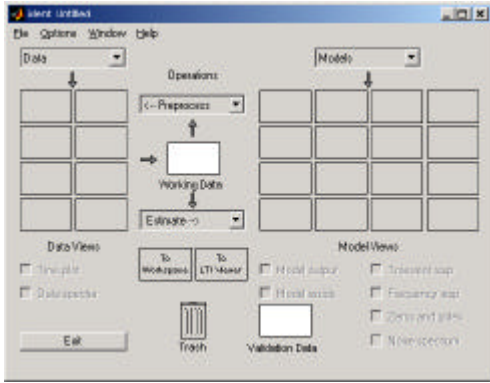 ident: Untitled
File Options Window Help
Data
Models
Operations
<-- Preprocess
Working Data
Estimate -->
Data Views
Model Views
To Workspace
To LTI Viewer
Time plot
Data spectra
Model output
Model resids
Transient resp
Frequency resp
Zeros and poles
Noise spectrum
Exit
Trash
Validation Data